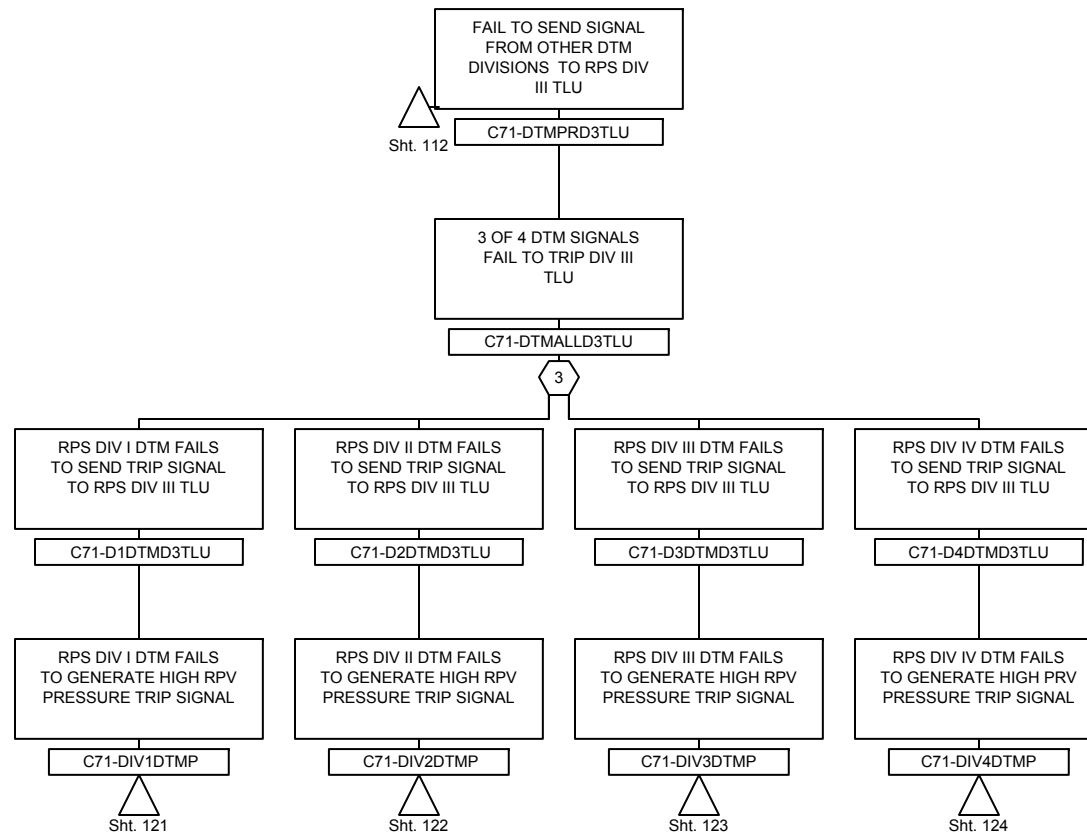 FAIL TO SEND SIGNAL
FROM OTHER DTM
DIVISIONS TO RPS DIV
III TLU
Sht. 112
C71-DTMPRD3TLU
3 OF 4 DTM SIGNALS
FAIL TO TRIP DIV III
TLU
C71-DTMALLD3TLU
3
RPS DIV I DTM FAILS
TO SEND TRIP SIGNAL
TO RPS DIV III TLU
C71-D1DTMD3TLU
RPS DIV II DTM FAILS
TO SEND TRIP SIGNAL
TO RPS DIV III TLU
C71-D2DTMD3TLU
RPS DIV III DTM FAILS
TO SEND TRIP SIGNAL
TO RPS DIV III TLU
C71-D3DTMD3TLU
RPS DIV IV DTM FAILS
TO SEND TRIP SIGNAL
TO RPS DIV III TLU
C71-D4DTMD3TLU
RPS DIV I DTM FAILS
TO GENERATE HIGH RPV
PRESSURE TRIP SIGNAL
C71-DIV1DTMP
Sht. 121
RPS DIV II DTM FAILS
TO GENERATE HIGH RPV
PRESSURE TRIP SIGNAL
C71-DIV2DTMP
Sht. 122
RPS DIV III DTM FAILS
TO GENERATE HIGH RPV
PRESSURE TRIP SIGNAL
C71-DIV3DTMP
Sht. 123
RPS DIV IV DTM FAILS
TO GENERATE HIGH PRV
PRESSURE TRIP SIGNAL
C71-DIV4DTMP
Sht. 124